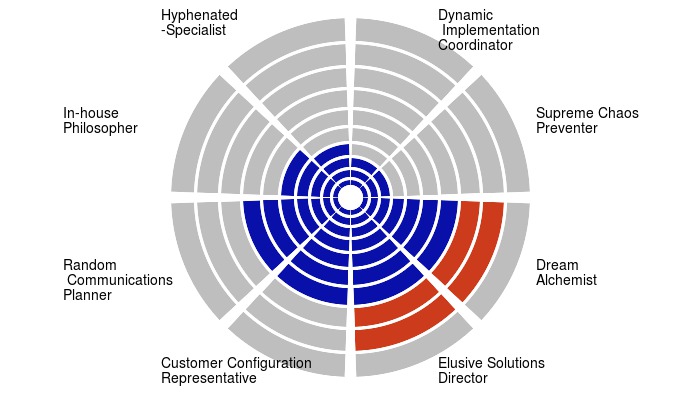 Hyphenated
-Specialist
Dynamic
Implementation
Coordinator
In-house
Philosopher
Supreme Chaos
Preventer
Random
Communications
Planner
Dream
Alchemist
Customer Configuration
Representative
Elusive Solutions
Director